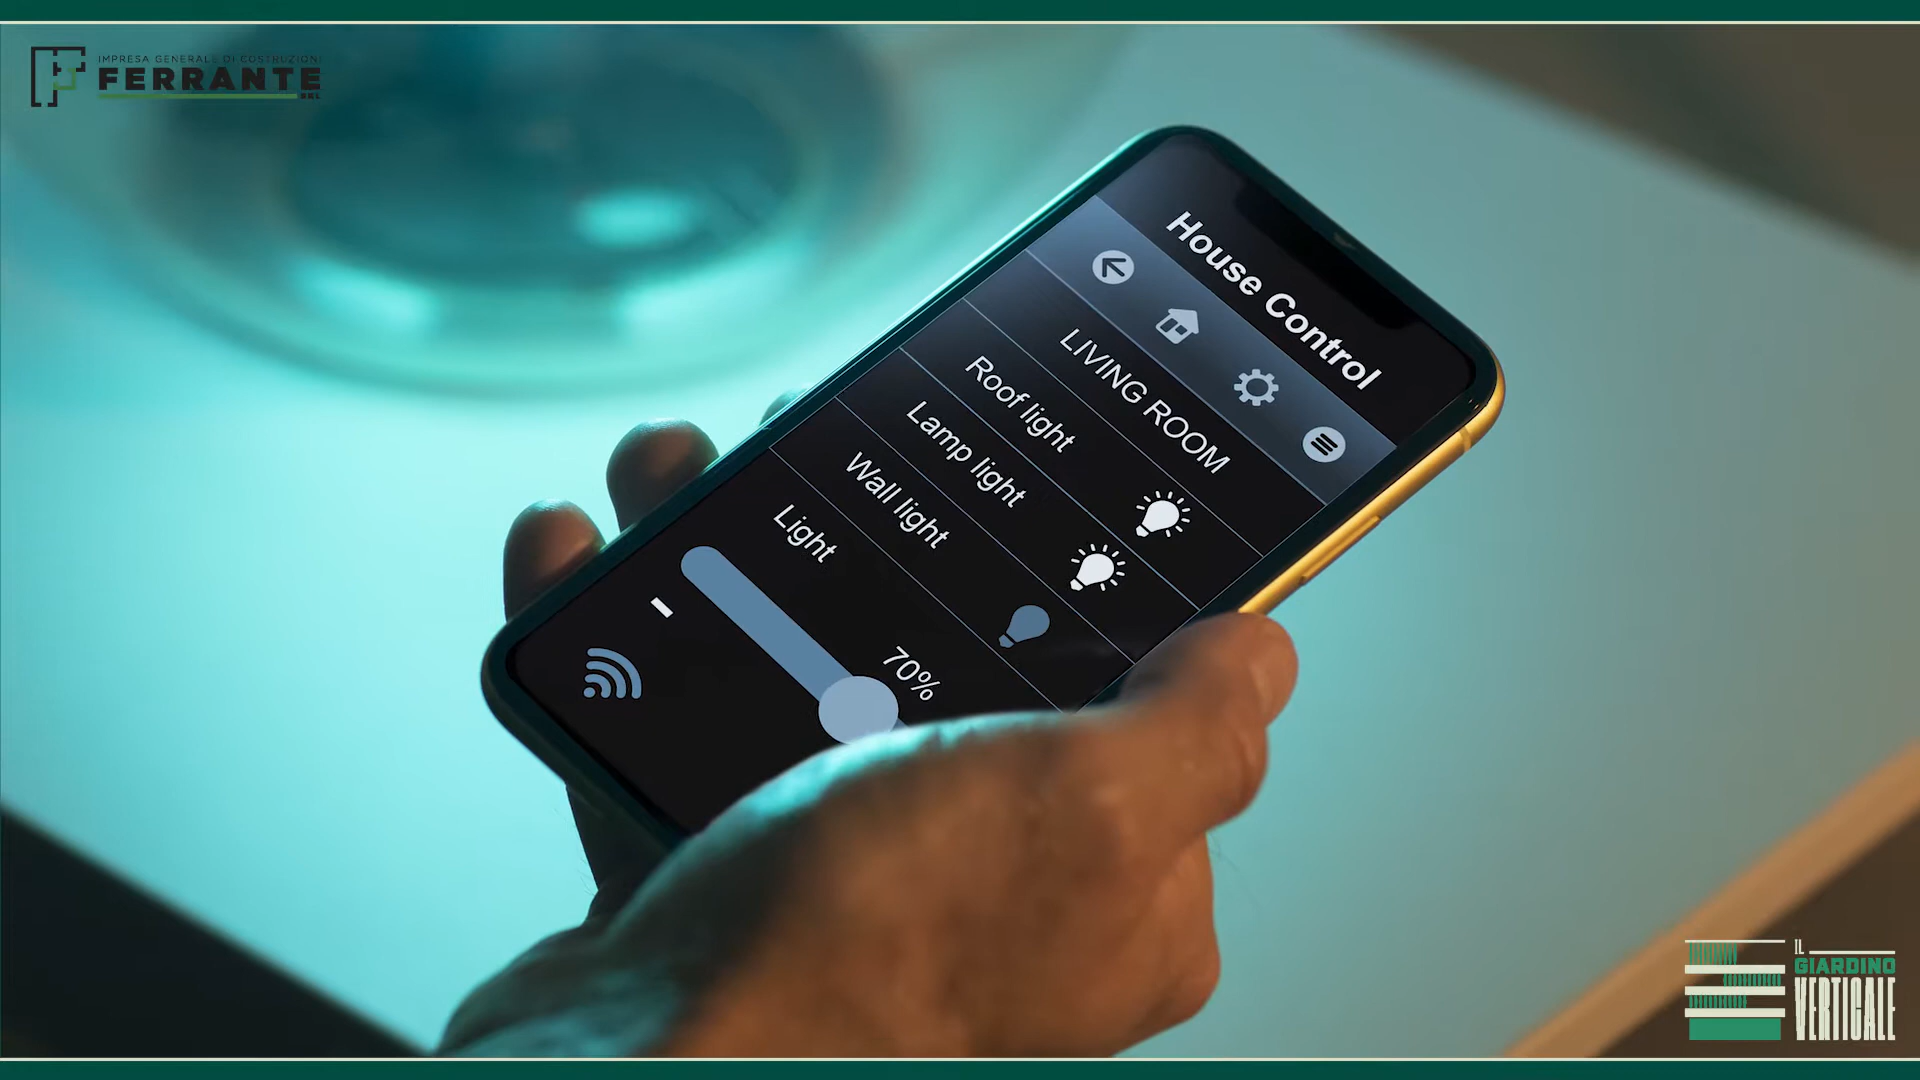 IMPRESA GENERALE DI COSTRUZIONI
FERRANTE
SRL
House Control
LIVING ROOM
Roof light
Lamp light
Wall light
Light
70%
-
IL
GIARDINO
VERTICALE